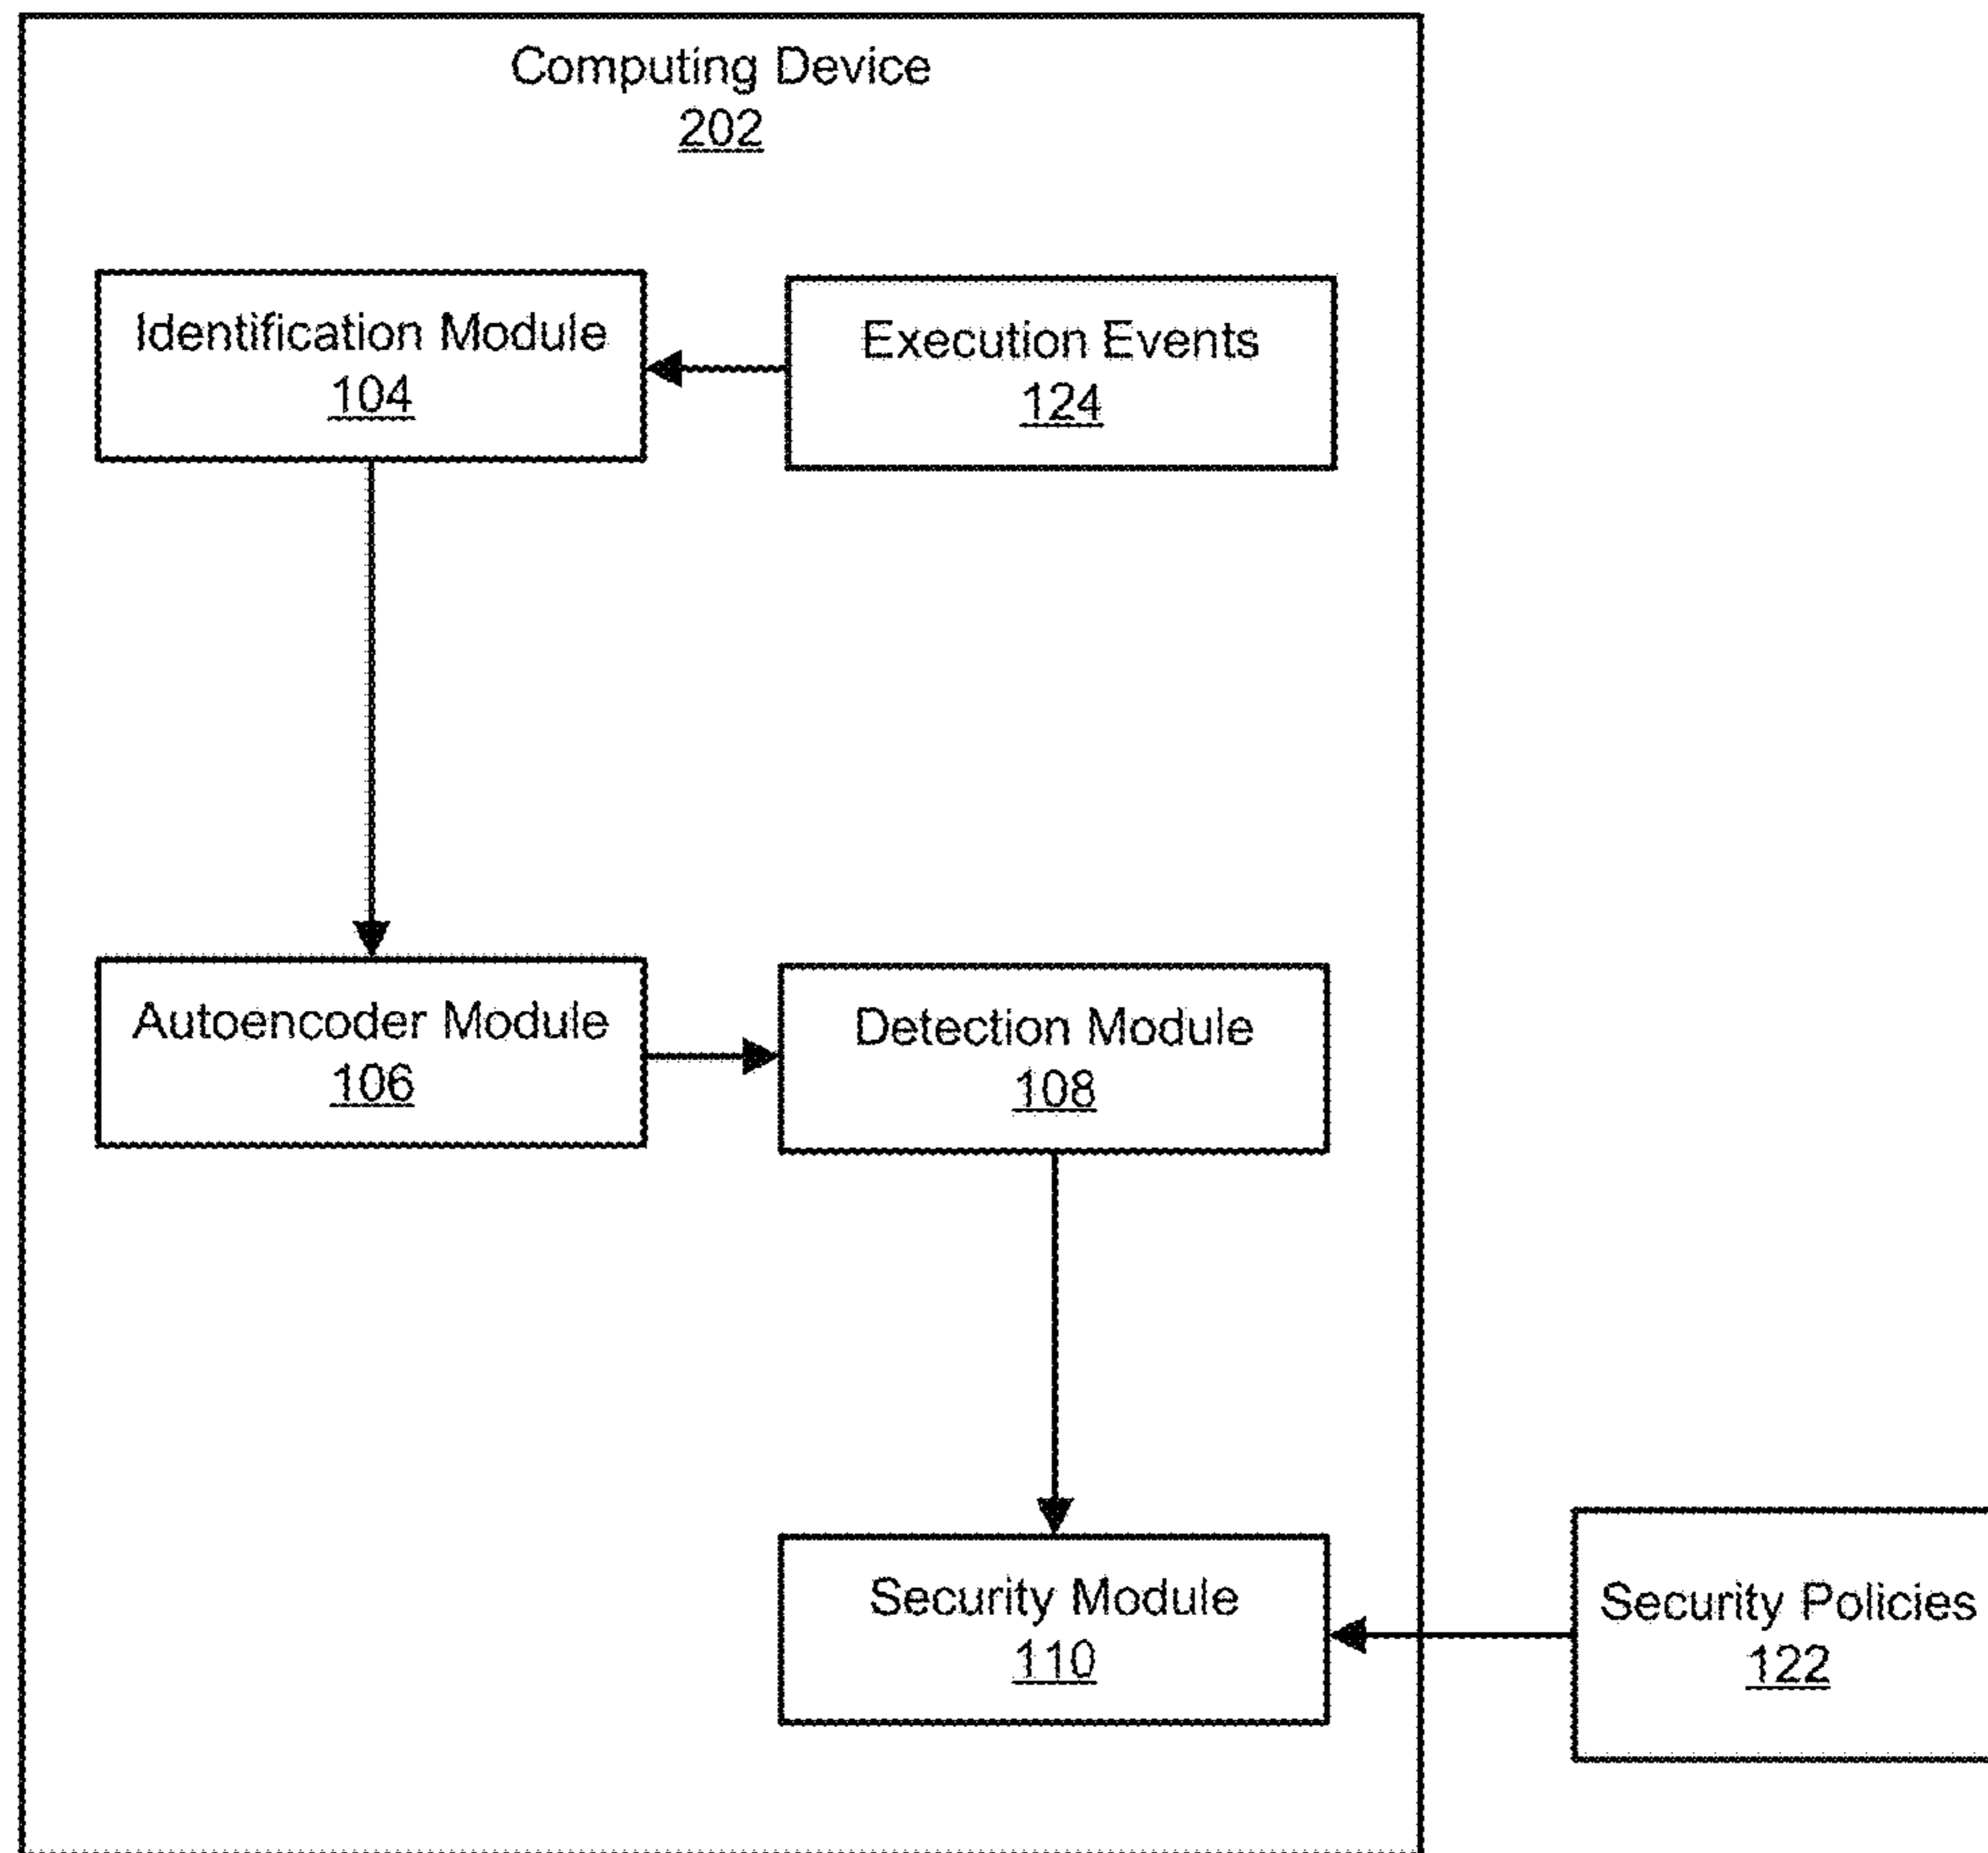 Computing Device
202
Identification Module
104
Execution Events
124
Autoencoder Module
106
Detection Module
108
Security Module
110
Security Policies
122